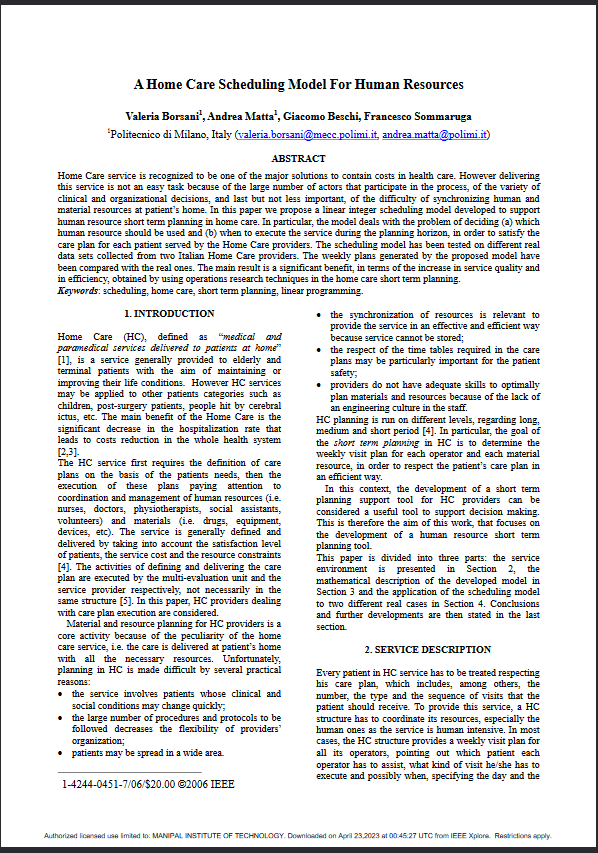 A Home Care Scheduling Model For Human Resources
Valeria Borsani1, Andrea Matta1, Giacomo Beschi, Francesco Sommaruga
1Politecnico di Milano, Italy (valeria.borsani@mecc.polimi.it, andrea.matta@polimi.it)
ABSTRACT
Home Care service is recognized to be one of the major solutions to contain costs in health care. However delivering
this service is not an easy task because of the large number of actors that participate in the process, of the variety of
clinical and organizational decisions, and last but not less important, of the difficulty of synchronizing human and
material resources at patient's home. In this paper we propose a linear integer scheduling model developed to support
human resource short term planning in home care. In particular, the model deals with the problem of deciding (a) which
human resource should be used and (b) when to execute the service during the planning horizon, in order to satisfy the
care plan for each patient served by the Home Care providers. The scheduling model has been tested on different real
data sets collected from two Italian Home Care providers. The weekly plans generated by the proposed model have
been compared with the real ones. The main result is a significant benefit, in terms of the increase in service quality and
in efficiency, obtained by using operations research techniques in the home care short term planning.
Keywords: scheduling, home care, short term planning, linear programming.
1. INTRODUCTION
Home Care (HC), defined as "medical and
paramedical services delivered to patients at home"
[1], is a service generally provided to elderly and
terminal patients with the aim of maintaining or
improving their life conditions. However HC services
may be applied to other patients categories such as
children, post-surgery patients, people hit by cerebral
ictus, etc. The main benefit of the Home Care is the
significant decrease in the hospitalization rate that
leads to costs reduction in the whole health system
[2,3].
The HC service first requires the definition of care
plans on the basis of the patients needs, then the
execution of these plans paying attention to
coordination and management of human resources (i.e.
nurses, doctors, physiotherapists, social assistants,
volunteers) and materials (i.e. drugs, equipment,
devices, etc). The service is generally defined and
delivered by taking into account the satisfaction level
of patients, the service cost and the resource constraints
[4]. The activities of defining and delivering the care
plan are executed by the multi-evaluation unit and the
service provider respectively, not necessarily in the
same structure [5]. In this paper, HC providers dealing
with care plan execution are considered.
Material and resource planning for HC providers is a
core activity because of the peculiarity of the home
care service, i.e. the care is delivered at patient's home
with all the necessary resources. Unfortunately,
planning in HC is made difficult by several practical
reasons:
• the service involves patients whose clinical and
social conditions may change quickly;
• the large number of procedures and protocols to be
followed decreases the flexibility of providers'
organization;
• patients may be spread in a wide area.
1-4244-0451-7/06/$20.00 ©2006 IEEE
• the synchronization of resources is relevant to
provide the service in an effective and efficient way
because service cannot be stored;
• the respect of the time tables required in the care
plans may be particularly important for the patient
safety;
• providers do not have adequate skills to optimally
plan materials and resources because of the lack of
an engineering culture in the staff.
HC planning is run on different levels, regarding long,
medium and short period [4]. In particular, the goal of
the short term planning in HC is to determine the
weekly visit plan for each operator and each material
resource, in order to respect the patient's care plan in
an efficient way.
In this context, the development of a short term
planning support tool for HC providers can be
considered a useful tool to support decision making.
This is therefore the aim of this work, that focuses on
the development of a human resource short term
planning tool.
This paper is divided into three parts: the service
environment is presented in Section 2, the
mathematical description of the developed model in
Section 3 and the application of the scheduling model
to two different real cases in Section 4. Conclusions
and further developments are then stated in the last
section.
2. SERVICE DESCRIPTION
Every patient in HC service has to be treated respecting
his care plan, which includes, among others, the
number, the type and the sequence of visits that the
patient should receive. To provide this service, a HC
structure has to coordinate its resources, especially the
human ones as the service is human intensive. In most
cases, the HC structure provides a weekly visit plan for
all its operators, pointing out which patient each
operator has to assist, what kind of visit he/she has to
execute and possibly when, specifying the day and the
Authorized licensed use limited to: MANIPAL INSTITUTE OF TECHNOLOGY. Downloaded on April 23,2023 at 00:45:27 UTC from IEEE Xplore. Restrictions apply.